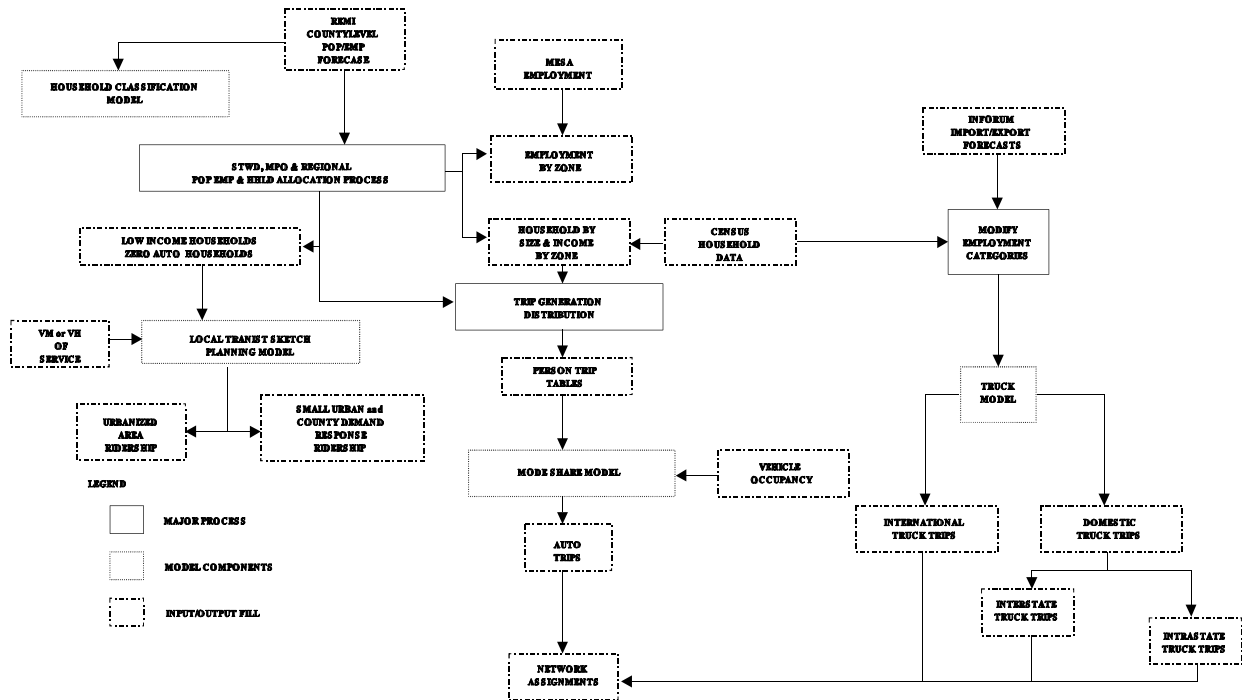 REMI
COUNTYLEVEL
POP/EMP
FORECASE
HOUSEHOLD CLASSIFICATION
MODEL
MESA
EMPLOYMENT
INFORUM
IMPORT/EXPORT
FORECASTS
STWD, MPO & REGIONAL
POP EMP & HHLD ALLOCATION PROCESS
EMPLOYMENT
BY ZONE
LOW INCOME HOUSEHOLDS
ZERO AUTO HOUSEHOLDS
HOUSEHOLD BY
SIZE & INCOME
BY ZONE
CENSUS
HOUSEHOLD
DATA
MODIFY
EMPLOYMENT
CATEGORIES
TRIP GENERATION
DISTRIBUTION
VM or VH
OF
SERVICE
LOCAL TRANIST SKETCH
PLANNING MODEL
PERSON TRIP
TABLES
TRUCK
MODEL
URBANIZED
AREA
RIDERSHIP
SMALL URBAN and
COUNTY DEMAND
RESPONSE
RIDERSHIP
MODE SHARE MODEL
VEHICLE
OCCUPANCY
LEGEND
MAJOR PROCESS
MODEL COMPONENTS
INPUT/OUTPUT FILL
AUTO
TRIPS
INTERNATIONAL
TRUCK TRIPS
DOMESTIC
TRUCK TRIPS
INTERSTATE
TRUCK TRIPS
INTRASTATE
TRUCK TRIPS
NETWORK
ASSIGNMENTS